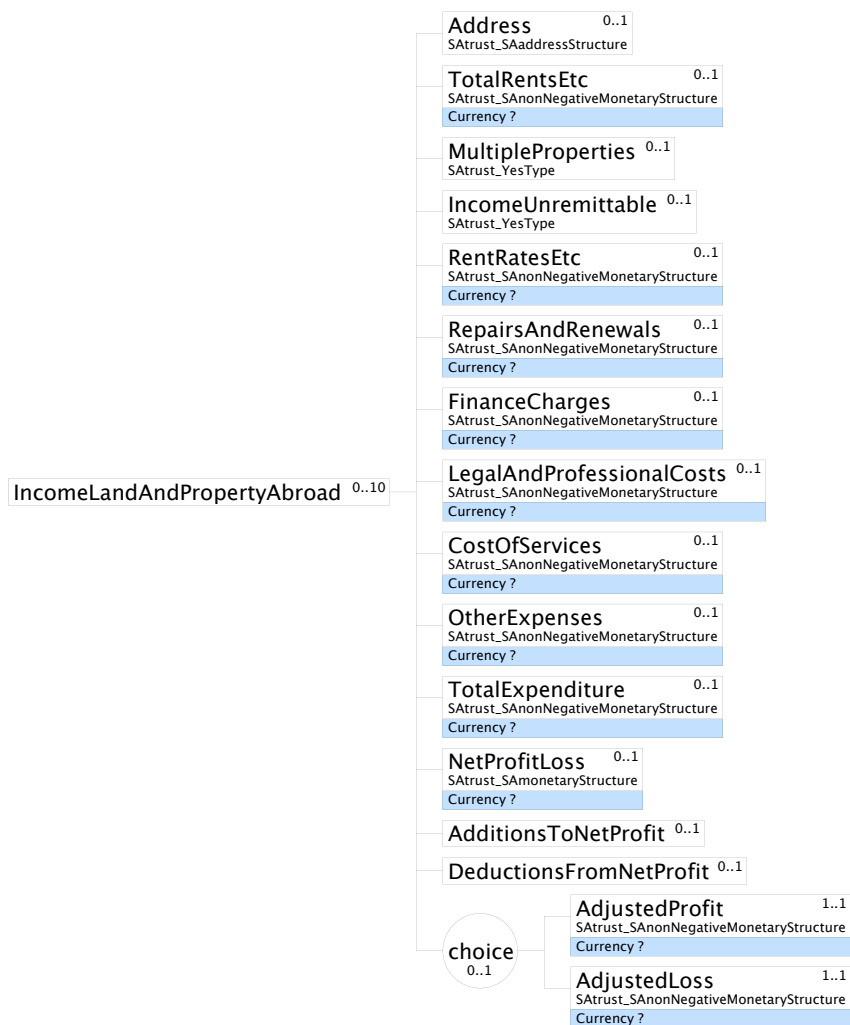 Address 0..1
SAtrust_SAaddressStructure
TotalRentsEtc 0..1
SAtrust_SAnonNegativeMonetaryStructure
Currency ?
MultipleProperties 0..1
SAtrust_YesType
IncomeUnremittable 0..1
SAtrust_YesType
RentRatesEtc 0..1
SAtrust_SAnonNegativeMonetaryStructure
Currency ?
RepairsAndRenewals 0..1
SAtrust_SAnonNegativeMonetaryStructure
Currency ?
FinanceCharges 0..1
SAtrust_SAnonNegativeMonetaryStructure
Currency ?
IncomeLandAndPropertyAbroad 0..10
LegalAndProfessionalCosts 0..1
SAtrust_SAnonNegativeMonetaryStructure
Currency ?
CostOfServices 0..1
SAtrust_SAnonNegativeMonetaryStructure
Currency ?
OtherExpenses 0..1
SAtrust_SAnonNegativeMonetaryStructure
Currency ?
TotalExpenditure 0..1
SAtrust_SAnonNegativeMonetaryStructure
Currency ?
NetProfitLoss 0..1
SAtrust_SAmonetaryStructure
Currency ?
AdditionsToNetProfit 0..1
DeductionsFromNetProfit 0..1
choice
0..1
AdjustedProfit 1..1
SAtrust_SAnonNegativeMonetaryStructure
Currency ?
AdjustedLoss 1..1
SAtrust_SAnonNegativeMonetaryStructure
Currency ?